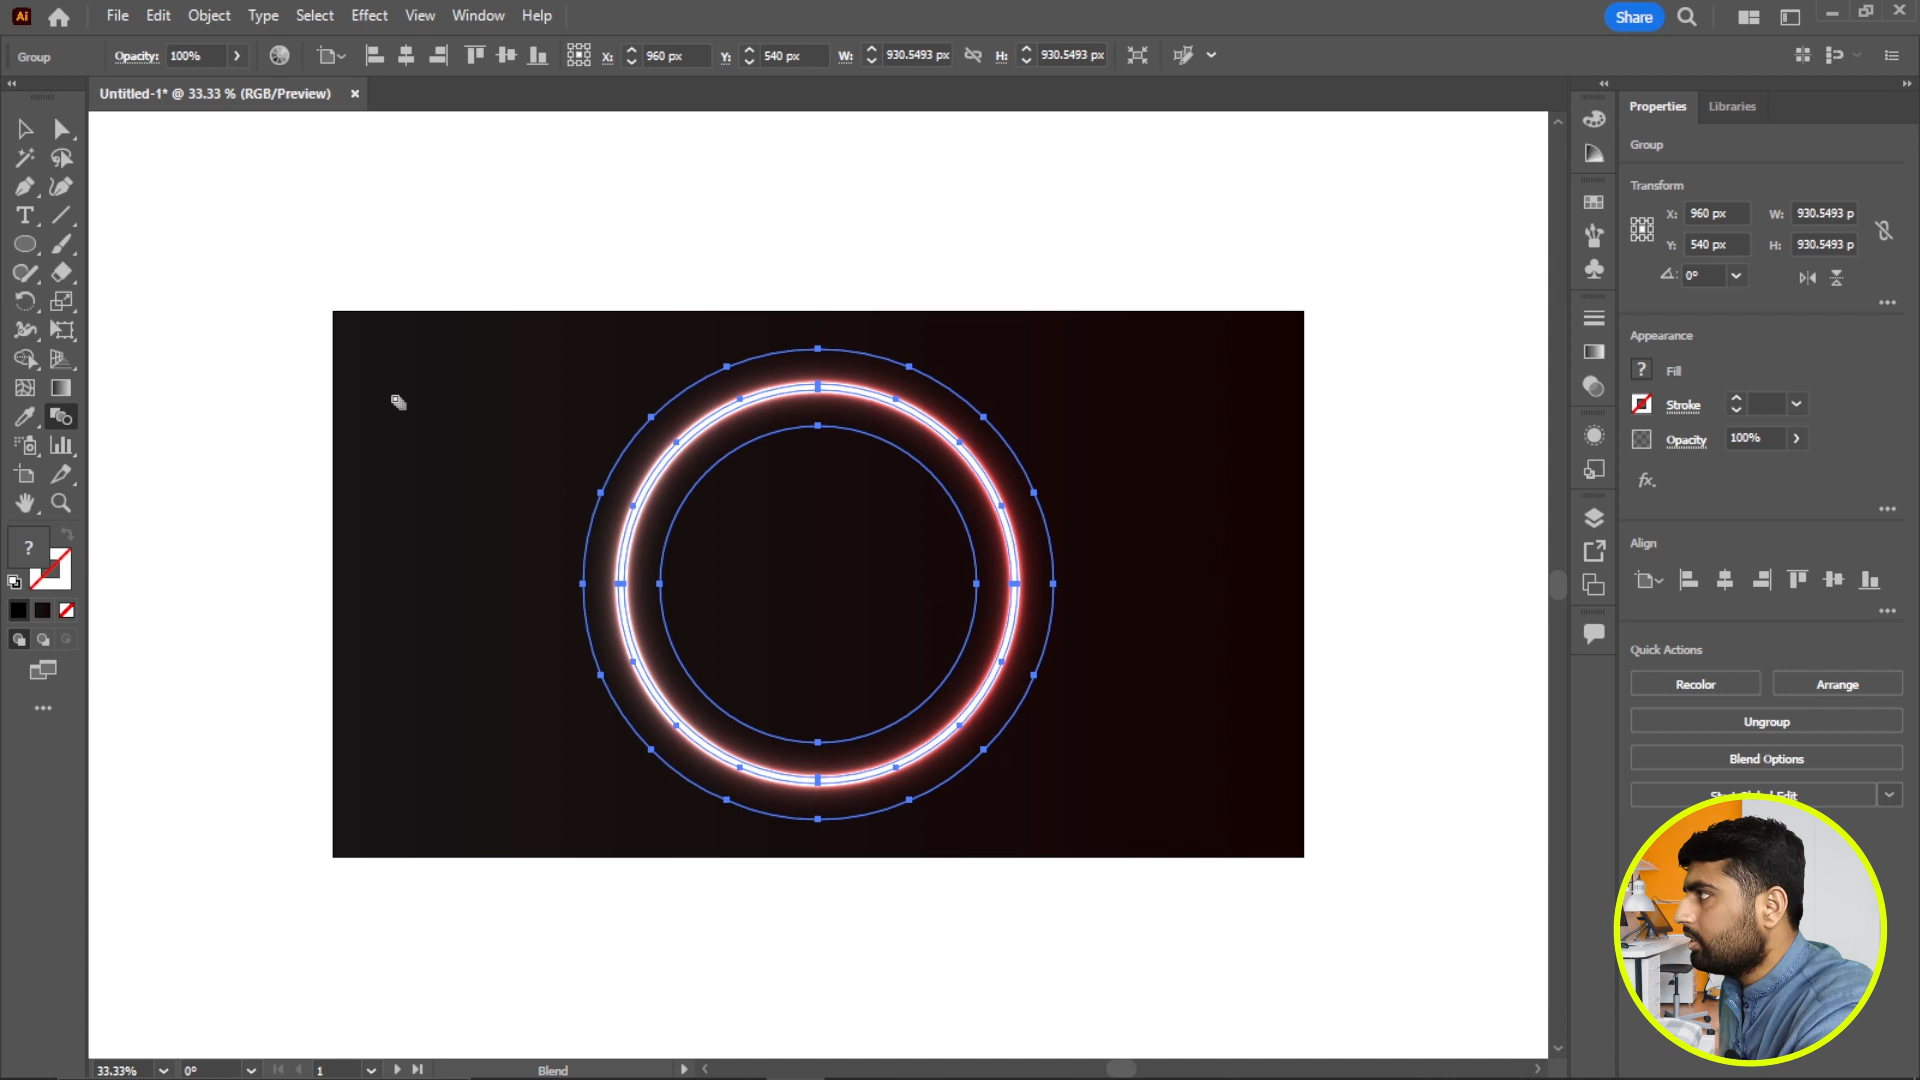 Ai File Edit Object Type Select Effect View Window Help Share
Group Opacity: 100% X: 960 px Y: 540 px W: 930.5493 px H: 930.5493 px
Untitled-1* @ 33.33 % (RGB/Preview) ×
Properties Libraries
Group
Transform
X: 960 px W: 930.5493 p
Y: 540 px H: 930.5493 p
0°
Appearance
? Fill
Stroke
Opacity 100%
fx.
Align
Quick Actions
Recolor Arrange
Ungroup
Blend Options
Start Global Edit
?
33.33% 0° 1 Blend